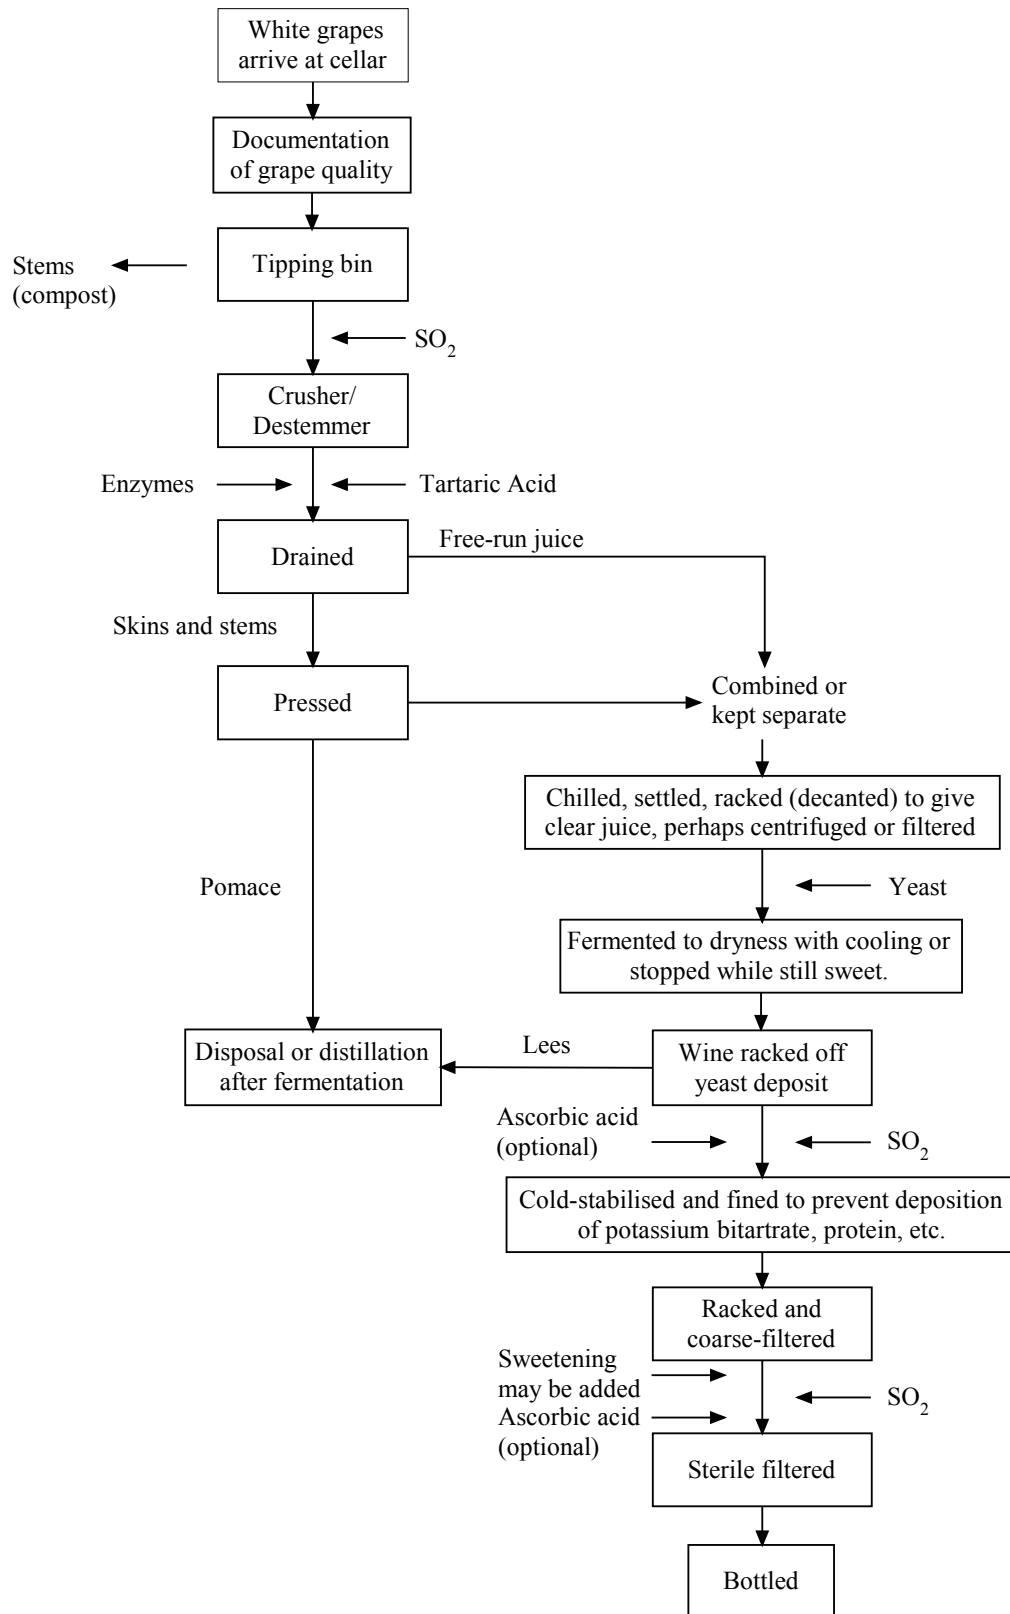 White grapes
arrive at cellar
Documentation
of grape quality
Tipping bin
Stems
(compost)
SO₂
Crusher/
Destemmer
Enzymes
Tartaric Acid
Drained
Free-run juice
Skins and stems
Pressed
Combined or
kept separate
Chilled, settled, racked (decanted) to give
clear juice, perhaps centrifuged or filtered
Pomace
Yeast
Fermented to dryness with cooling or
stopped while still sweet.
Disposal or distillation
after fermentation
Lees
Wine racked off
yeast deposit
Ascorbic acid
(optional)
SO₂
Cold-stabilised and fined to prevent deposition
of potassium bitartrate, protein, etc.
Racked and
coarse-filtered
Sweetening
may be added
Ascorbic acid
(optional)
SO₂
Sterile filtered
Bottled